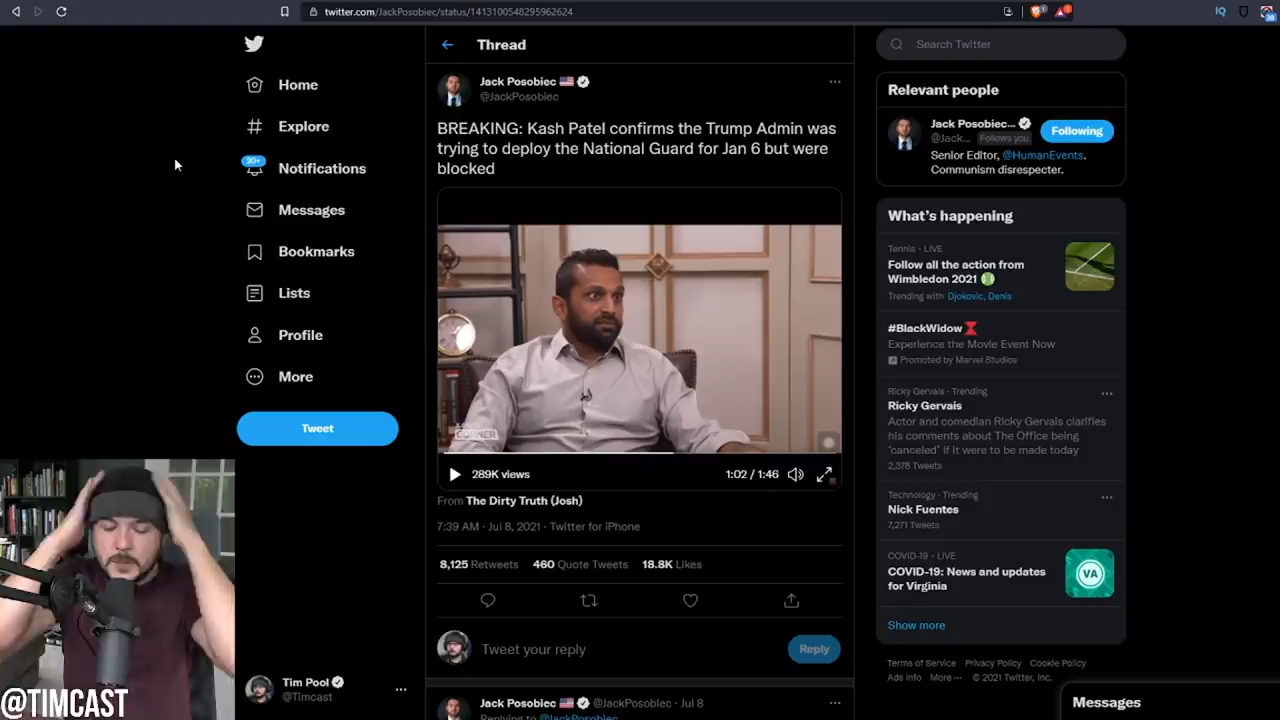 twitter.com/JackPosobiec/status/1413100548295962624
IQ
Home
Explore
20+
Notifications
Messages
Bookmarks
Lists
Profile
More
Tweet
Tim Pool
@Timcast
@TIMCAST
Thread
Jack Posobiec
@JackPosobiec
BREAKING: Kash Patel confirms the Trump Admin was
trying to deploy the National Guard for Jan 6 but were
blocked
CORNER
289K views
1:02 / 1:46
From The Dirty Truth (Josh)
7:39 AM · Jul 8, 2021 · Twitter for iPhone
8,125 Retweets 460 Quote Tweets 18.8K Likes
Tweet your reply
Reply
Jack Posobiec @JackPosobiec · Jul 8
Replying to @JackPosobiec
Search Twitter
Relevant people
Jack Posobiec...
@Jack... Follows you
Following
Senior Editor, @HumanEvents.
Communism disrespecter.
What's happening
Tennis · LIVE
Follow all the action from
Wimbledon 2021
Trending with Djokovic, Denis
#BlackWidow
Experience the Movie Event Now
Promoted by Marvel Studios
Ricky Gervais · Trending
Ricky Gervais
Actor and comedian Ricky Gervais clarifies
his comments about The Office being
"canceled" if it were to be made today
2,378 Tweets
Technology · Trending
Nick Fuentes
7,271 Tweets
COVID-19 · LIVE
COVID-19: News and updates
for Virginia
VA
Show more
Terms of Service Privacy Policy Cookie Policy
Ads info More ··· © 2021 Twitter, Inc.
Messages